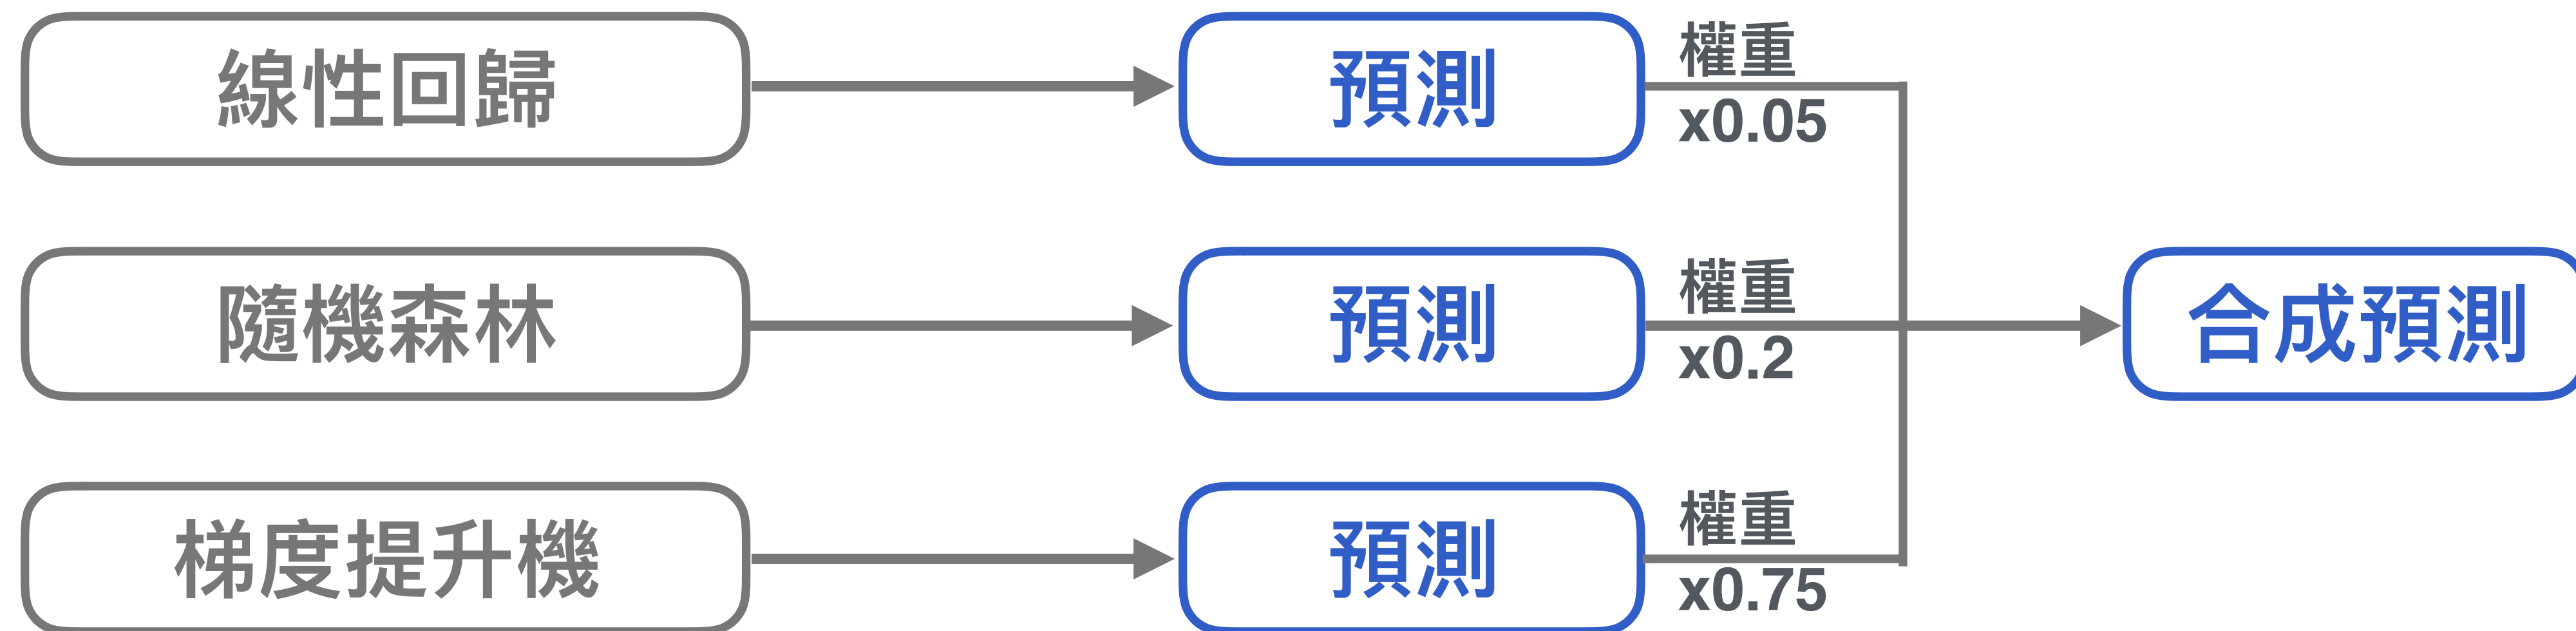 線性回歸
預測
權重
x0.05
隨機森林
預測
權重
x0.2
合成預測
梯度提升機
預測
權重
x0.75